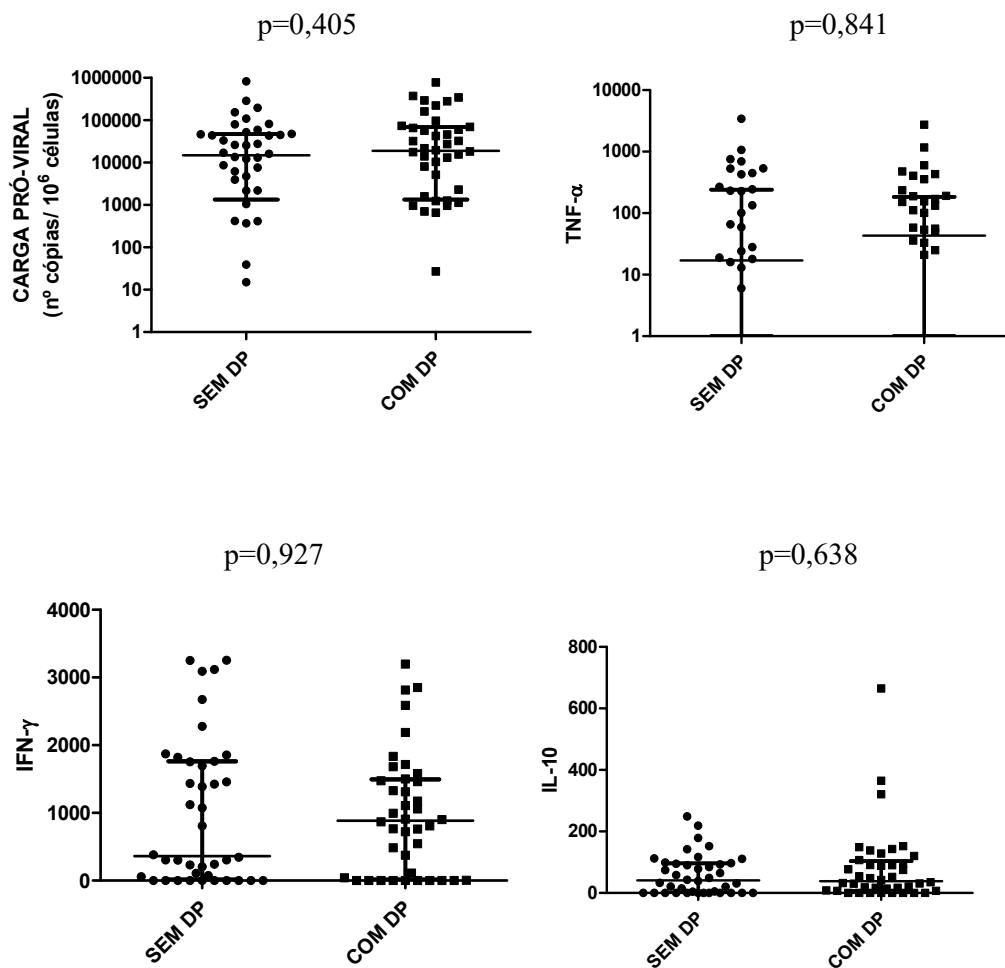 p=0,405
CARGA PRÓ-VIRAL
(nº cópias/ 10⁶ células)
1000000
100000
10000
1000
100
10
1
SEM DP
COM DP
p=0,841
TNF-α
10000
1000
100
10
1
SEM DP
COM DP
p=0,927
IFN-γ
4000
3000
2000
1000
0
SEM DP
COM DP
p=0,638
IL-10
800
600
400
200
0
SEM DP
COM DP